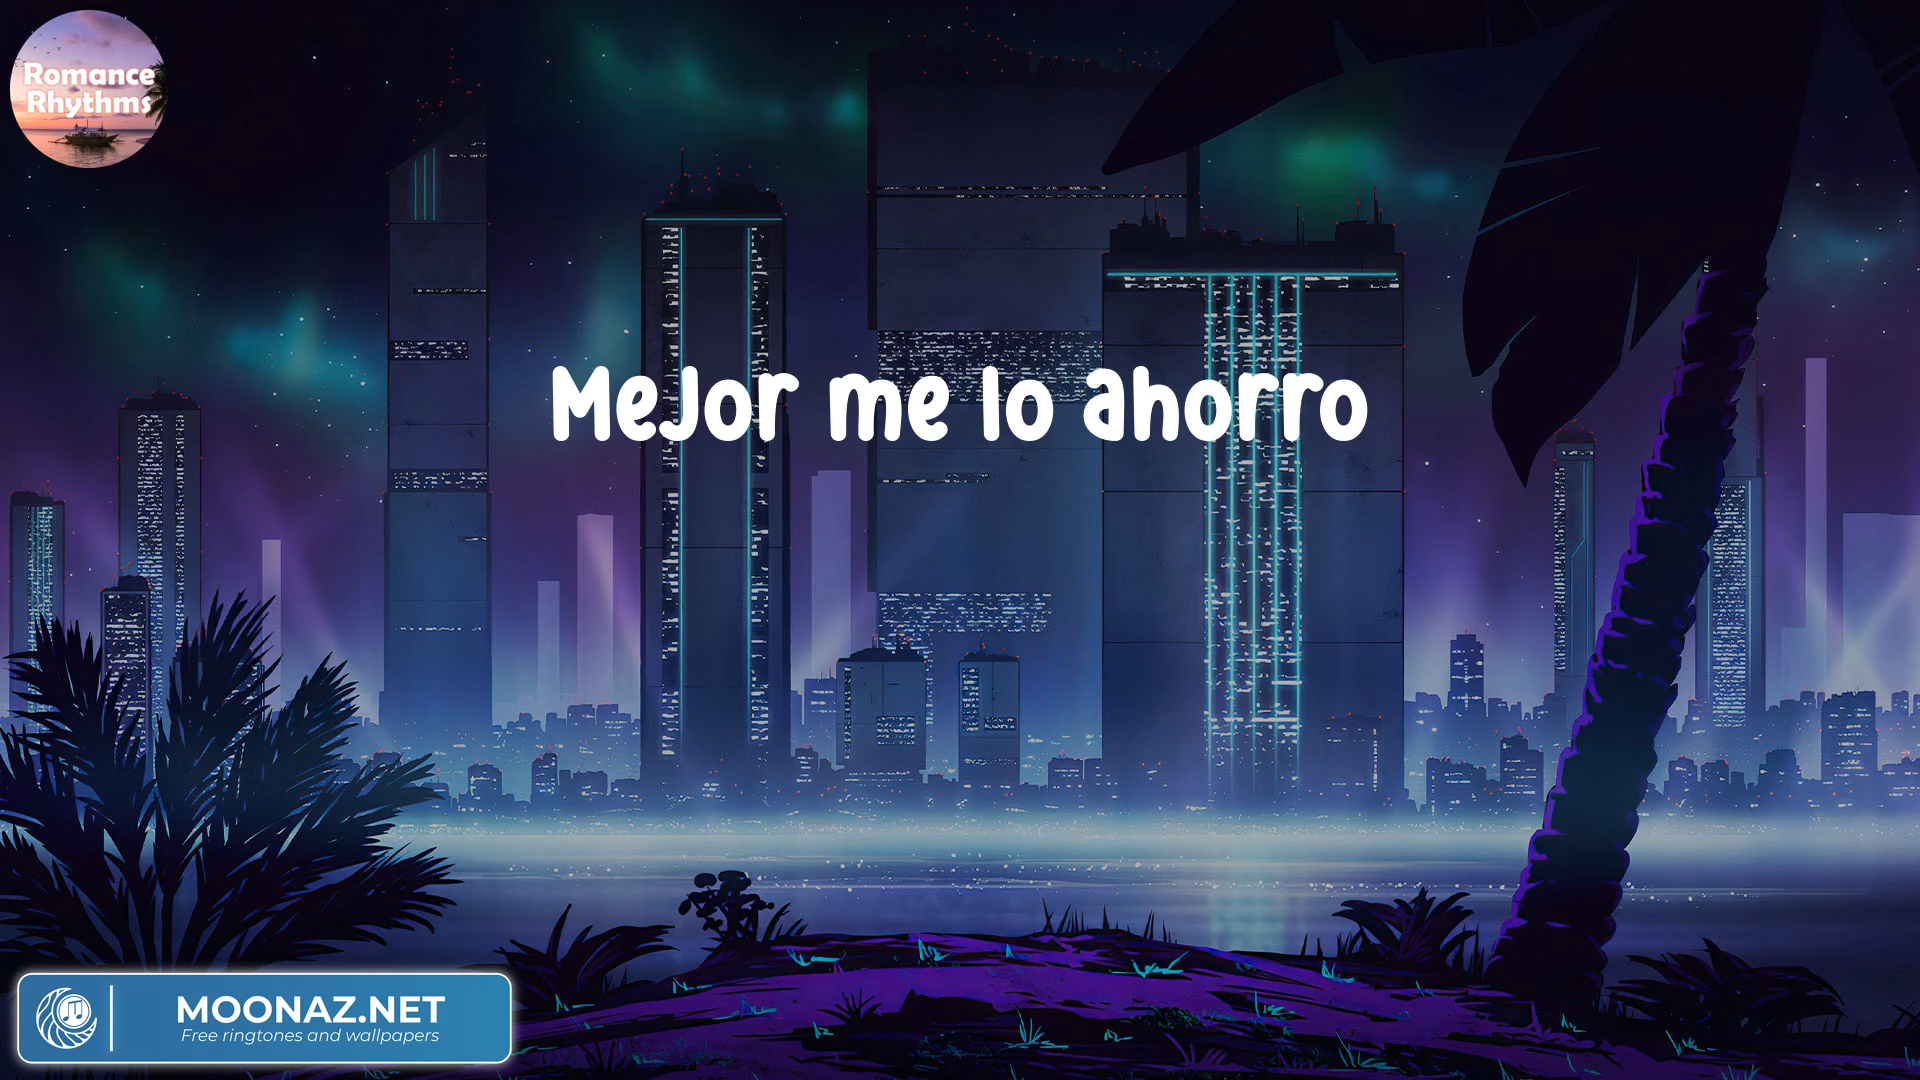 Romance
Rhythms
Mejor me lo ahorro
MOONAZ.NET
Free ringtones and wallpapers